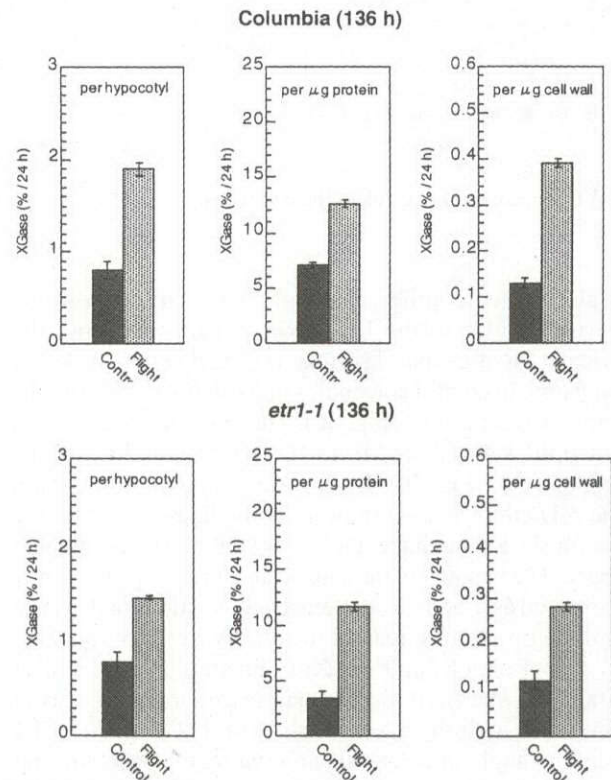 Columbia (136 h)
XGase (% / 24 h)
3
2
1
0
per hypocotyl
Contr
Flight
XGase (% / 24 h)
25
20
15
10
5
0
per μg protein
Contr
Flight
XGase (% / 24 h)
0.6
0.5
0.4
0.3
0.2
0.1
0
per μg cell wall
Contr
Flight
etr1-1 (136 h)
XGase (% / 24 h)
3
2
1
0
per hypocotyl
Control
Flight
XGase (% / 24 h)
25
20
15
10
5
0
per μg protein
Control
Flight
XGase (% / 24 h)
0.6
0.5
0.4
0.3
0.2
0.1
0
per μg cell wall
Control
Flight